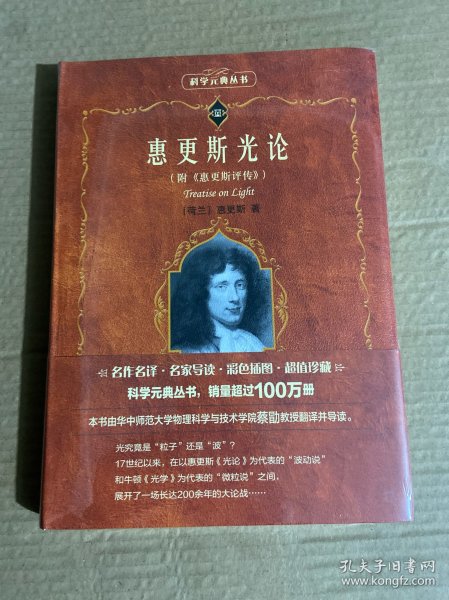 科学元典丛书
惠更斯光论
（附《惠更斯评传》）
Treatise on Light
［荷兰］惠更斯 著
名作名译·名家导读·彩色插图·超值珍藏
科学元典丛书，销量超过100万册
本书由华中师范大学物理科学与技术学院蔡勖教授翻译并导读。
光究竟是“粒子”还是“波”？
17世纪以来，在以惠更斯《光论》为代表的“波动说”
和牛顿《光学》为代表的“微粒说”之间，
展开了一场长达200余年的大论战……
孔夫子旧书网
www.kongfz.com